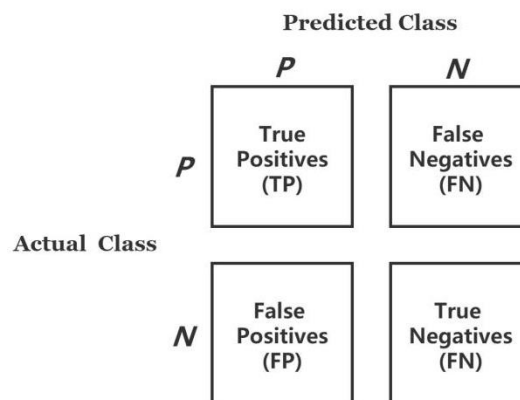 Predicted Class
P N
P
True
Positives
(TP)
False
Negatives
(FN)
Actual Class
N
False
Positives
(FP)
True
Negatives
(FN)